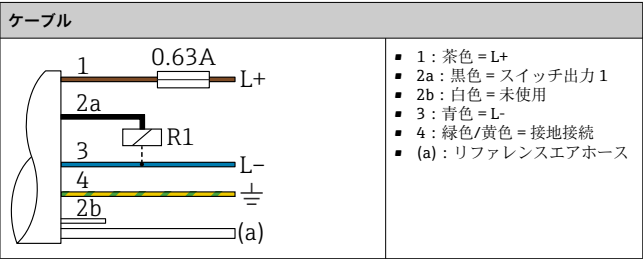 ケーブル
1
0.63A
L+
2a
R1
3
L−
4
2b
(a)
▪ 1：茶色 = L+
▪ 2a：黒色 = スイッチ出力 1
▪ 2b：白色 = 未使用
▪ 3：青色 = L-
▪ 4：緑色/黄色 = 接地接続
▪ (a)：リファレンスエアホース